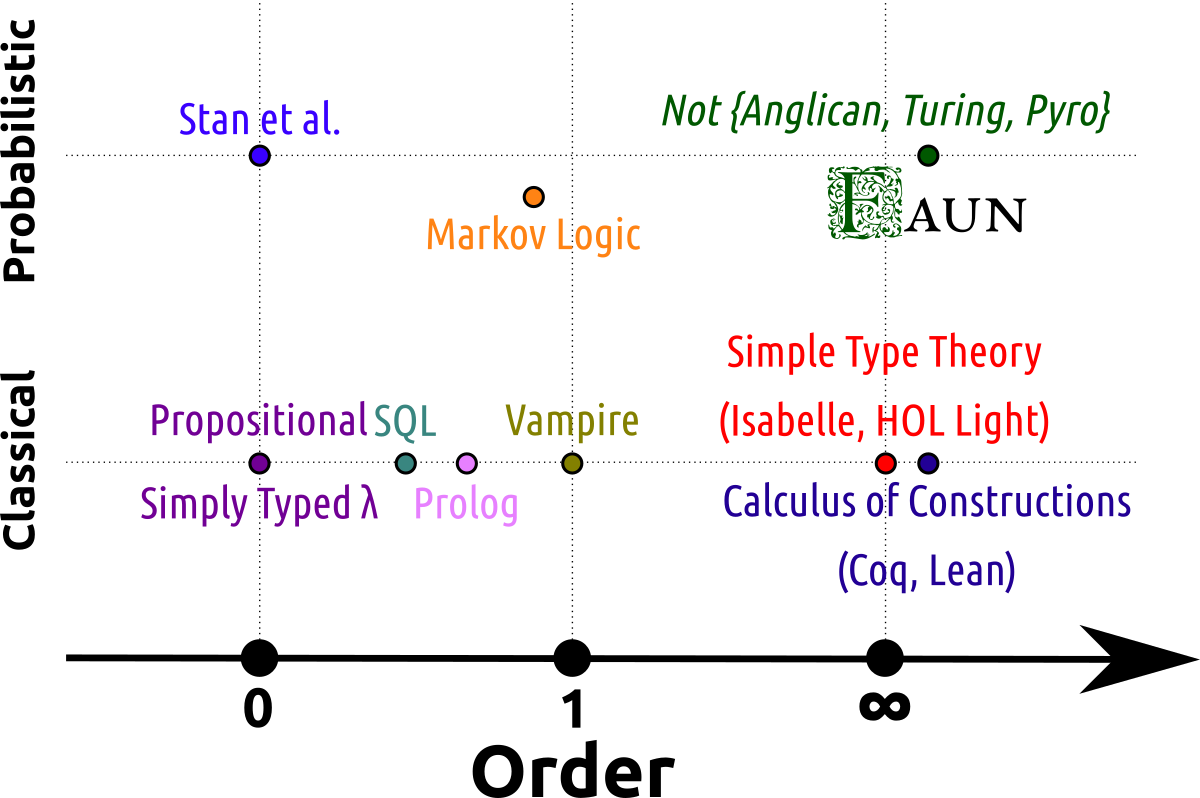 Probabilistic
Stan et al.
Not {Anglican, Turing, Pyro}
FAUN
Markov Logic
Classical
Simple Type Theory
(Isabelle, HOL Light)
Propositional
SQL
Vampire
Simply Typed λ
Prolog
Calculus of Constructions
(Coq, Lean)
0
1
∞
Order